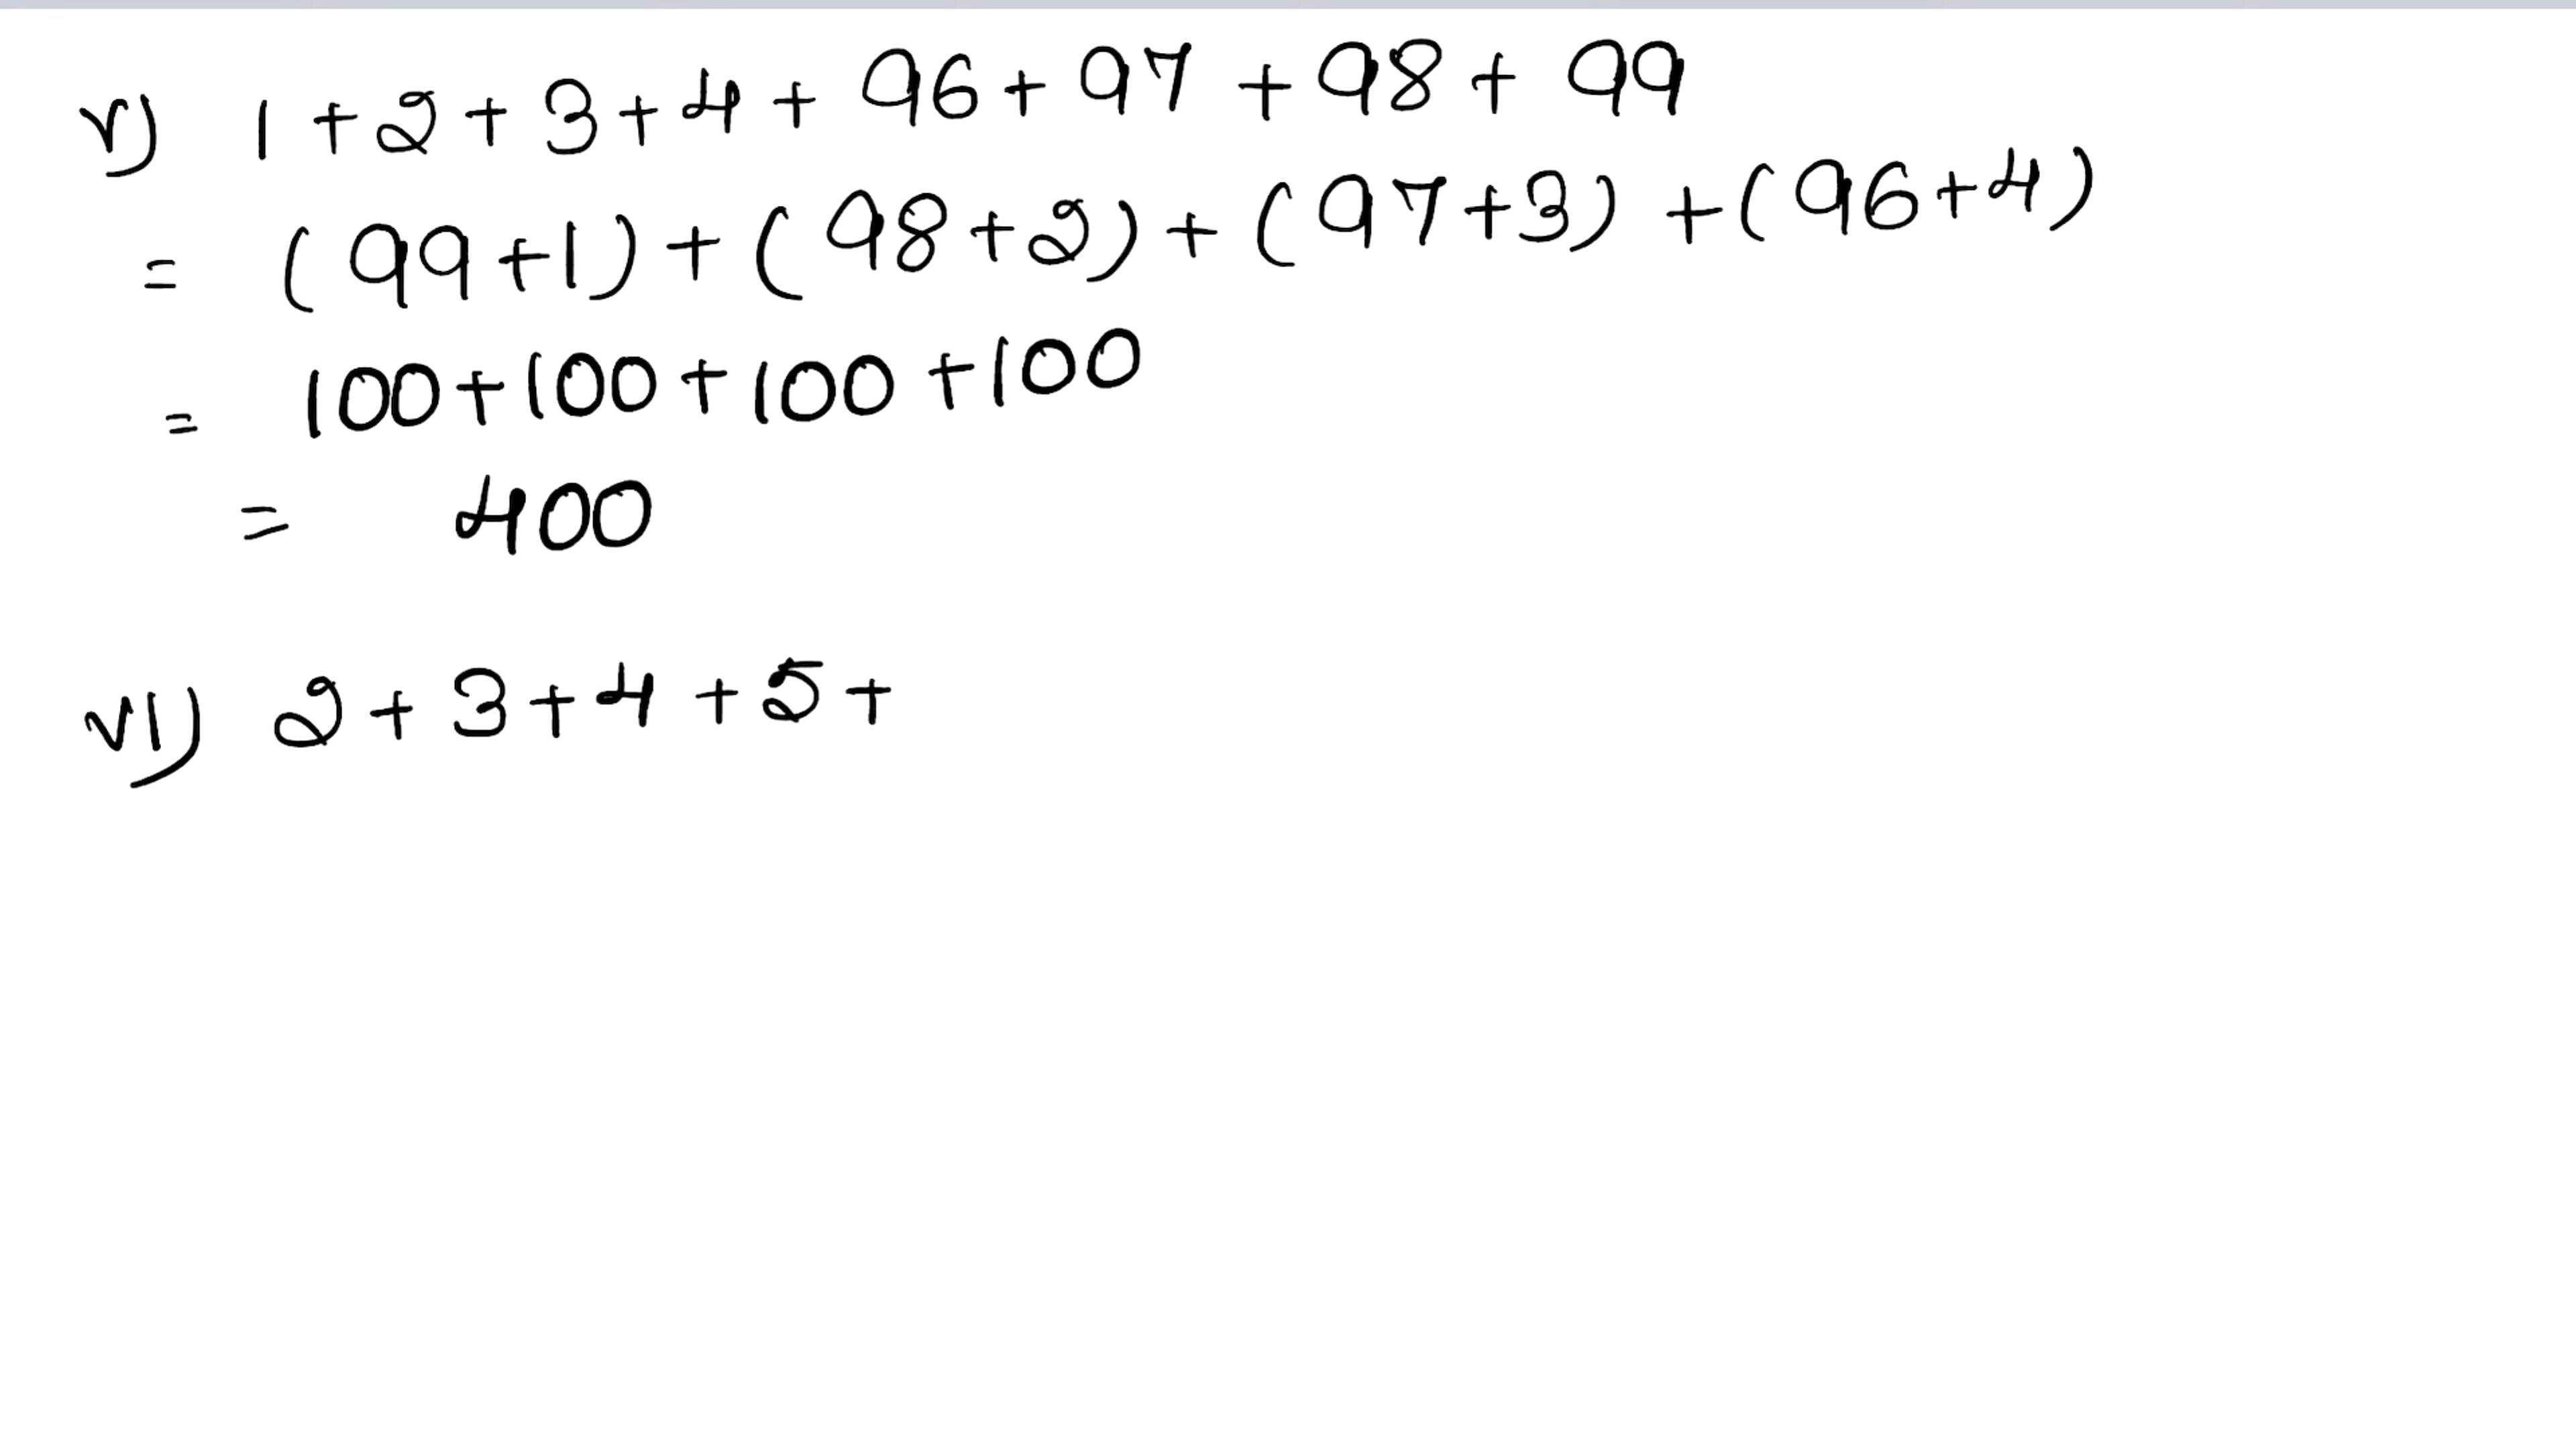 v) 1 + 2 + 3 + 4 + 96 + 97 + 98 + 99
= (99+1) + (98+2) + (97+3) + (96+4)
= 100 + 100 + 100 + 100
= 400
vi) 2 + 3 + 4 + 5 +